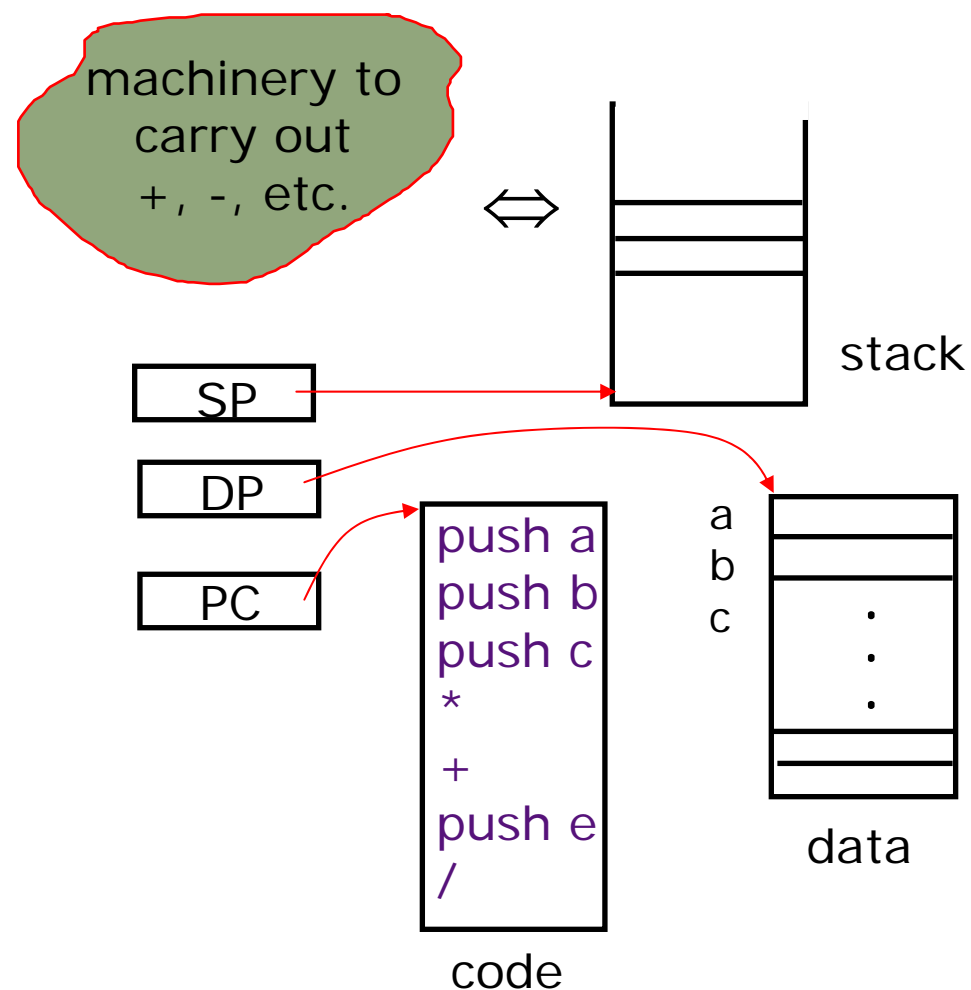 machinery to
carry out
+, -, etc.
⇔
stack
SP
DP
PC
push a
push b
push c
*
+
push e
/
code
a
b
c
.
.
.
data